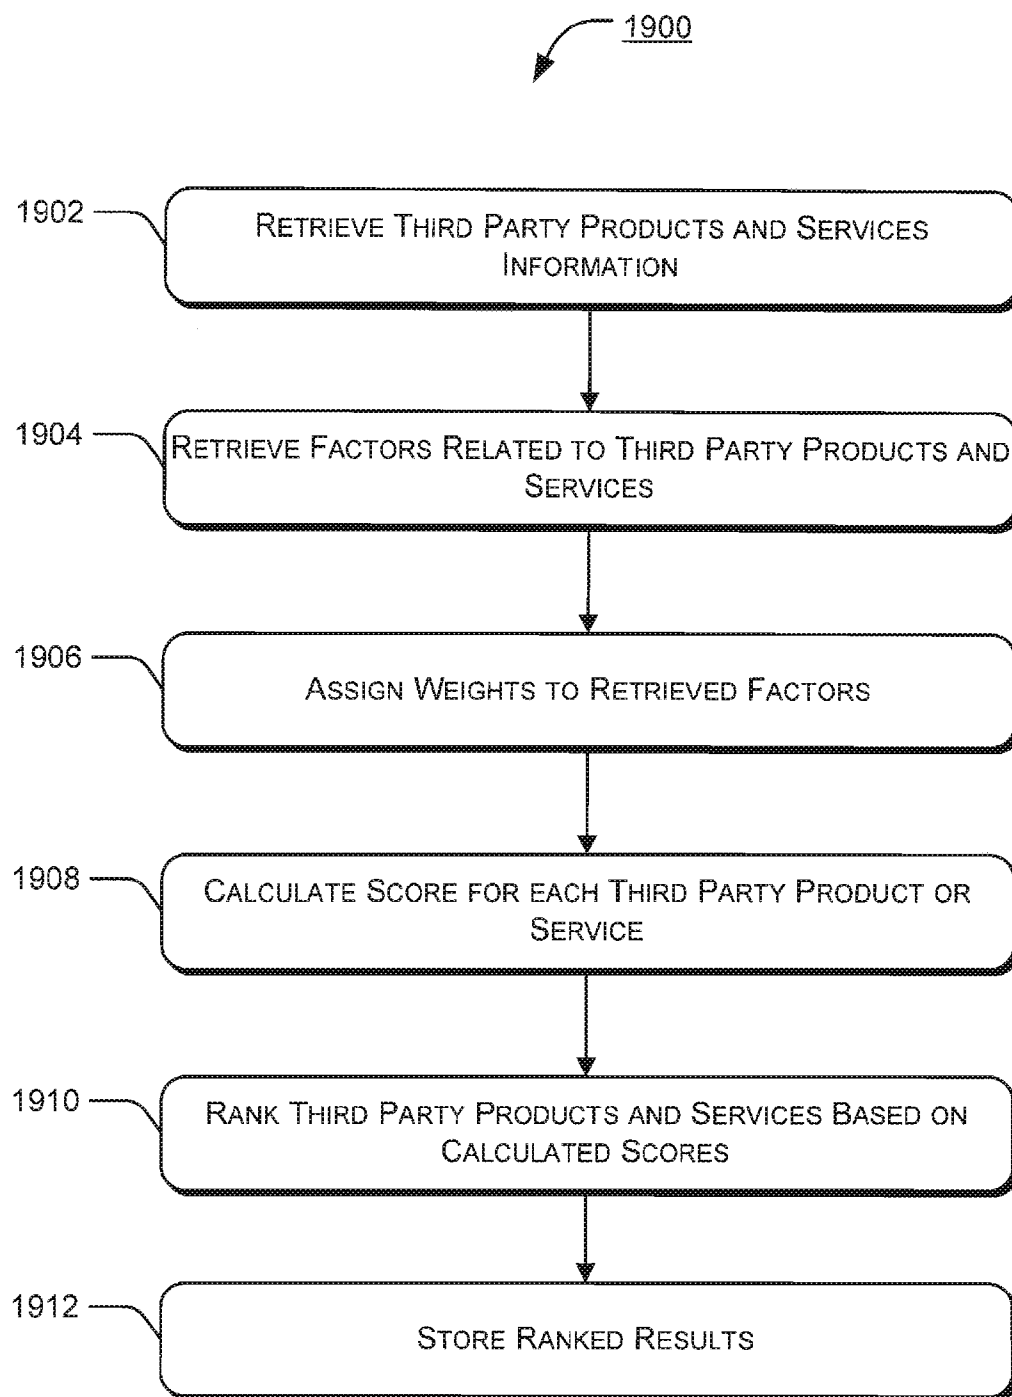 1900
1902
RETRIEVE THIRD PARTY PRODUCTS AND SERVICES
INFORMATION
1904
RETRIEVE FACTORS RELATED TO THIRD PARTY PRODUCTS AND
SERVICES
1906
ASSIGN WEIGHTS TO RETRIEVED FACTORS
1908
CALCULATE SCORE FOR EACH THIRD PARTY PRODUCT OR
SERVICE
1910
RANK THIRD PARTY PRODUCTS AND SERVICES BASED ON
CALCULATED SCORES
1912
STORE RANKED RESULTS